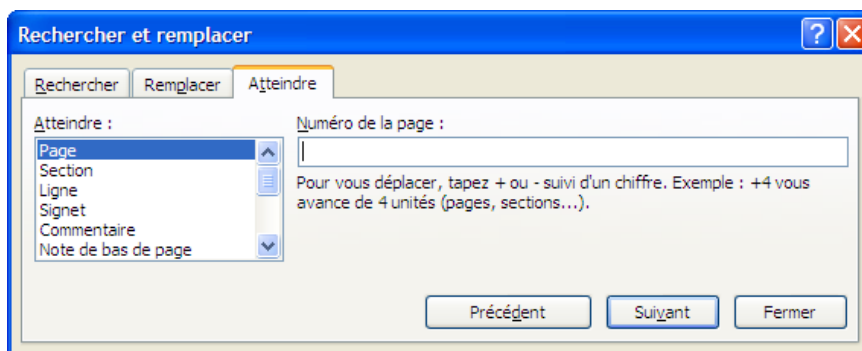 Rechercher et remplacer
Rechercher Remplacer Atteindre
Atteindre :
Page
Section
Ligne
Signet
Commentaire
Note de bas de page
Numéro de la page :
Pour vous déplacer, tapez + ou - suivi d'un chiffre. Exemple : +4 vous
avance de 4 unités (pages, sections...).
Précédent Suivant Fermer